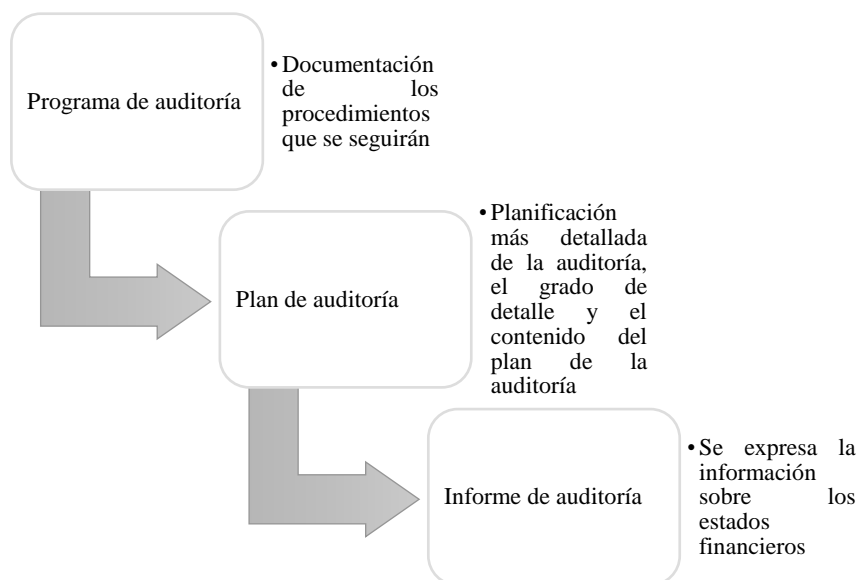 Programa de auditoría
• Documentación
de los
procedimientos
que se seguirán
Plan de auditoría
• Planificación
más detallada
de la auditoría,
el grado de
detalle y el
contenido del
plan de la
auditoría
Informe de auditoría
• Se expresa la
información
sobre los
estados
financieros